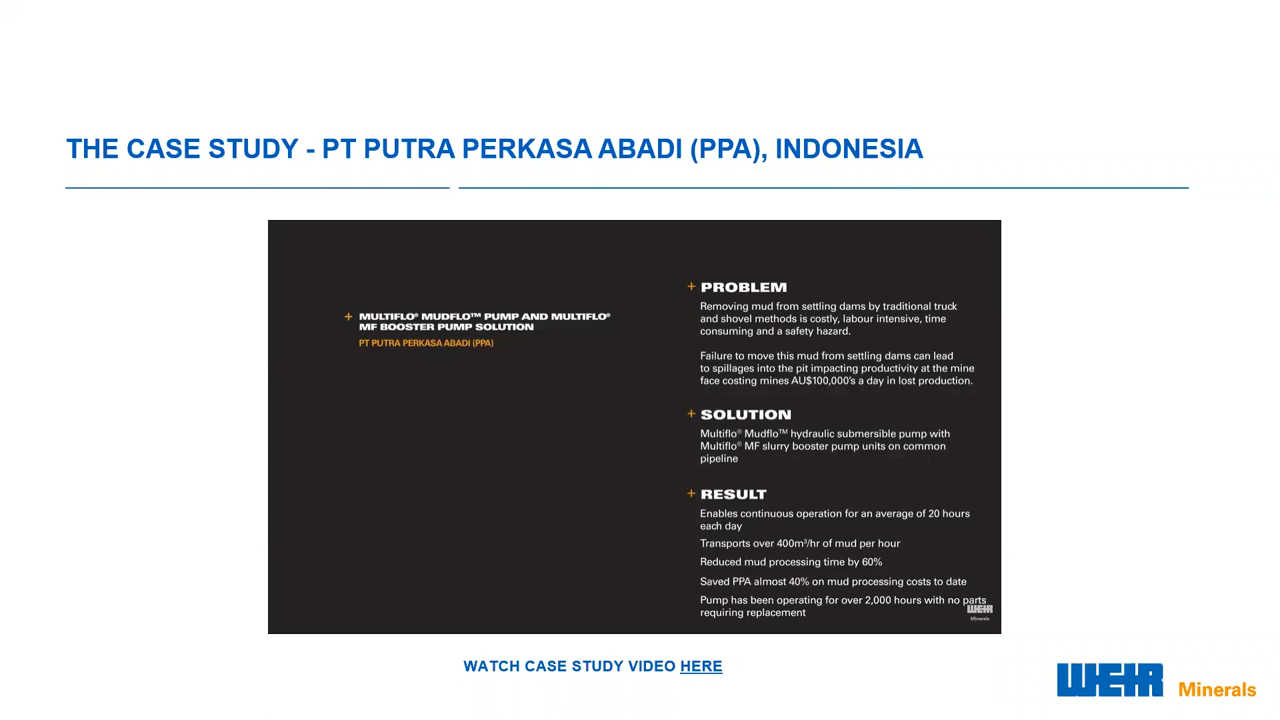 THE CASE STUDY - PT PUTRA PERKASA ABADI (PPA), INDONESIA
+ MULTIFLO® MUDFLO™ PUMP AND MULTIFLO®
MF BOOSTER PUMP SOLUTION
PT PUTRA PERKASA ABADI (PPA)
+ PROBLEM
Removing mud from settling dams by traditional truck
and shovel methods is costly, labour intensive, time
consuming and a safety hazard.
Failure to move this mud from settling dams can lead
to spillages into the pit impacting productivity at the mine
face costing mines AU$100,000's a day in lost production.
+ SOLUTION
Multiflo® Mudflo™ hydraulic submersible pump with
Multiflo® MF slurry booster pump units on common
pipeline
+ RESULT
Enables continuous operation for an average of 20 hours
each day
Transports over 400m³/hr of mud per hour
Reduced mud processing time by 60%
Saved PPA almost 40% on mud processing costs to date
Pump has been operating for over 2,000 hours with no parts
requiring replacement
WEIR
Minerals
WATCH CASE STUDY VIDEO HERE
WEIR Minerals